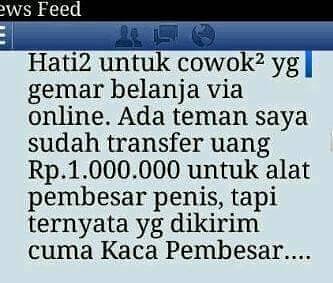 ews Feed
Hati2 untuk cowok² yg
gemar belanja via
online. Ada teman saya
sudah transfer uang
Rp.1.000.000 untuk alat
pembesar penis, tapi
ternyata yg dikirim
cuma Kaca Pembesar....